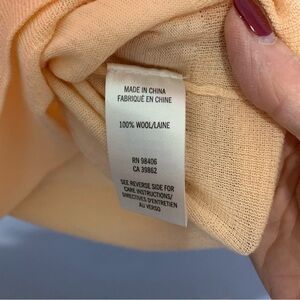 MADE IN CHINA
FABRIQUÉ EN CHINE
100% WOOL/LAINE
RN 98406
CA 39862
SEE REVERSE SIDE FOR
CARE INSTRUCTIONS/
DIRECTIVES D'ENTRETIEN
AU VERSO